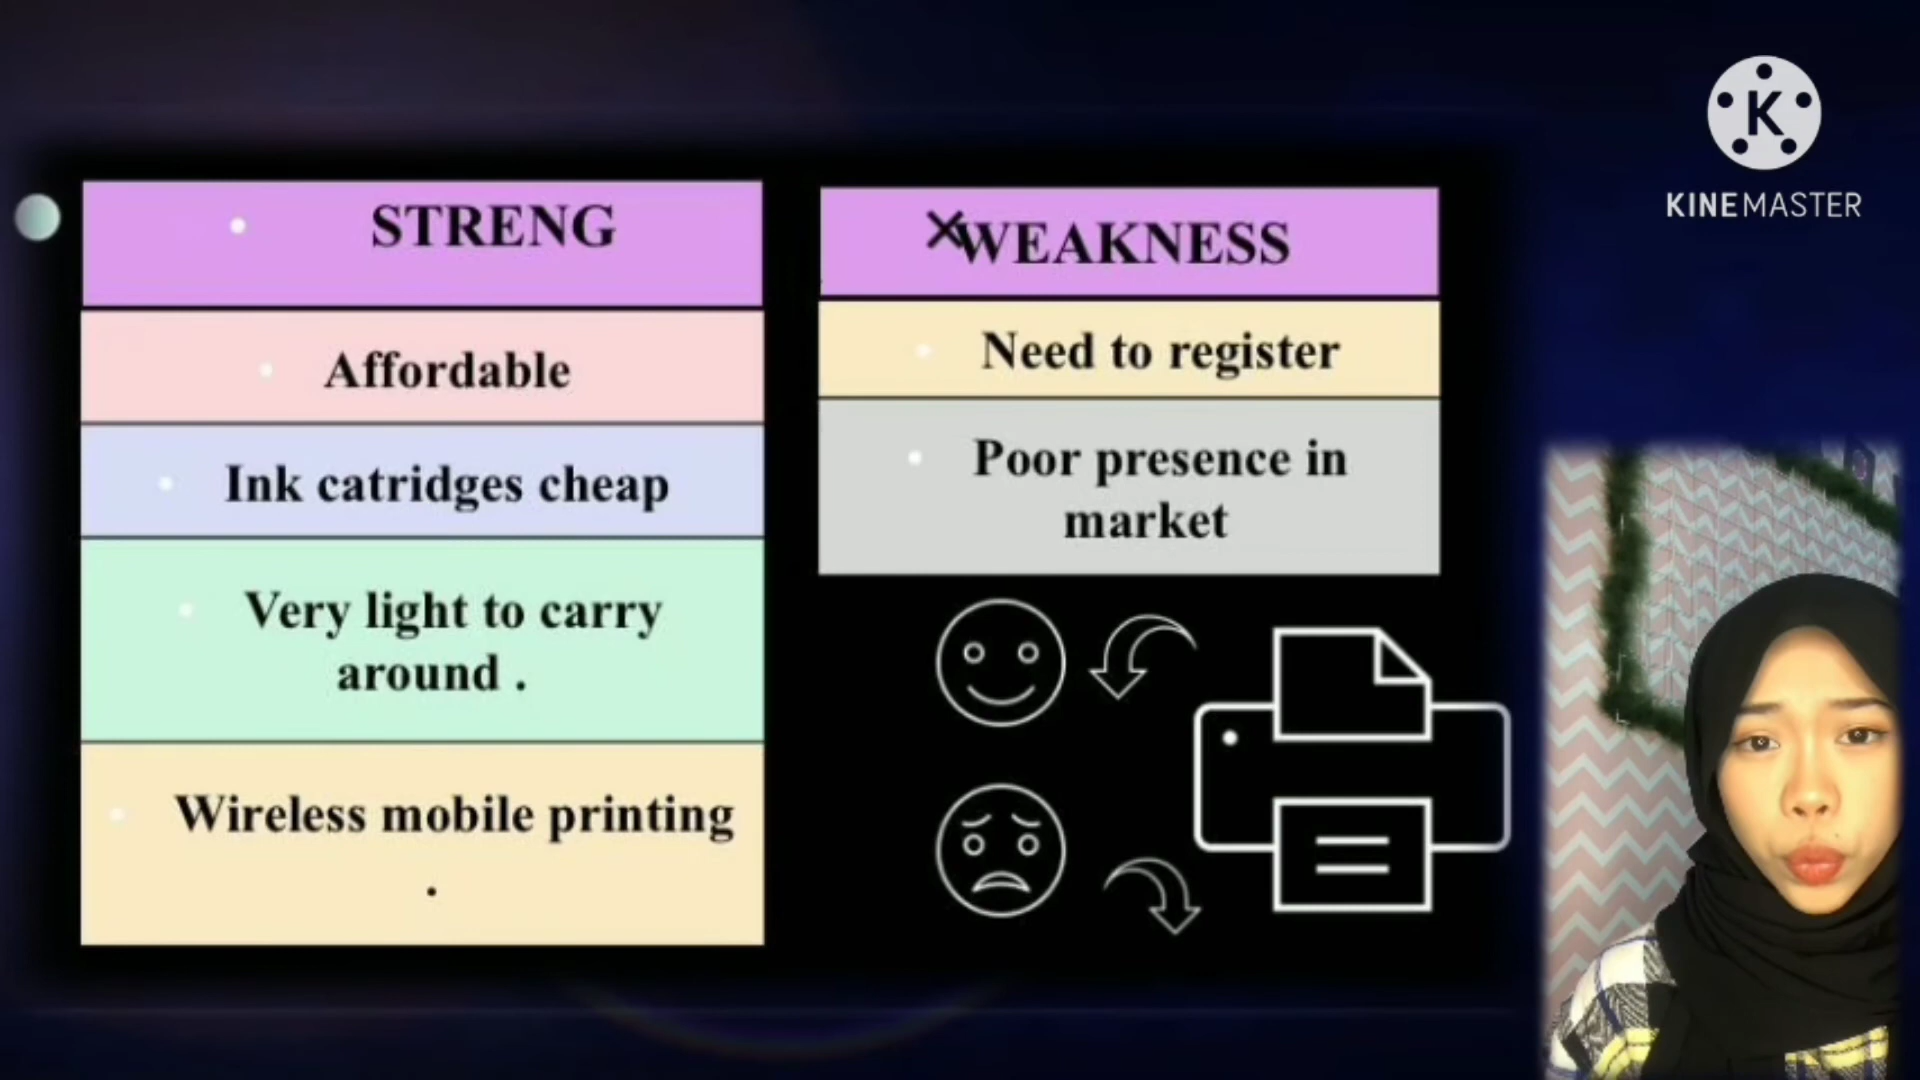 STRENG
Affordable
Ink catridges cheap
Very light to carry
around .
Wireless mobile printing
.
WEAKNESS
Need to register
Poor presence in
market
K
KINEMASTER